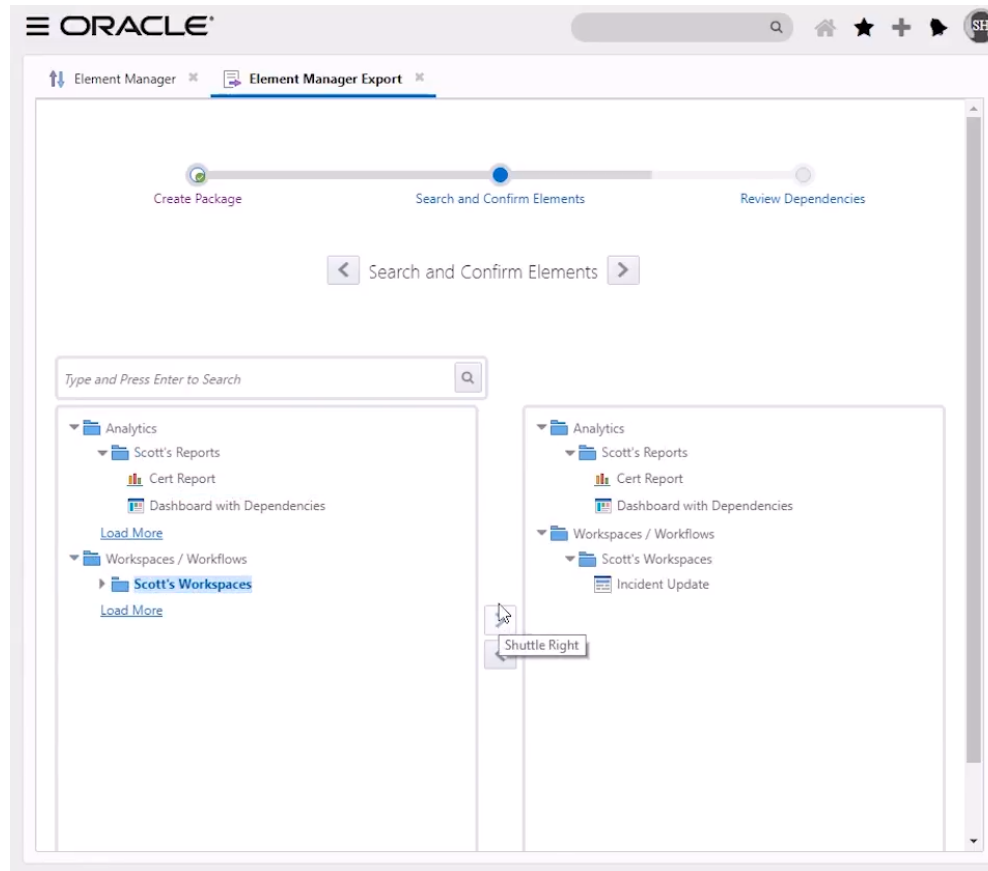 ORACLE
SH
Element Manager
Element Manager Export
Create Package
Search and Confirm Elements
Review Dependencies
Search and Confirm Elements
Type and Press Enter to Search
Analytics
Scott's Reports
Cert Report
Dashboard with Dependencies
Load More
Workspaces / Workflows
Scott's Workspaces
Load More
Shuttle Right
Analytics
Scott's Reports
Cert Report
Dashboard with Dependencies
Workspaces / Workflows
Scott's Workspaces
Incident Update